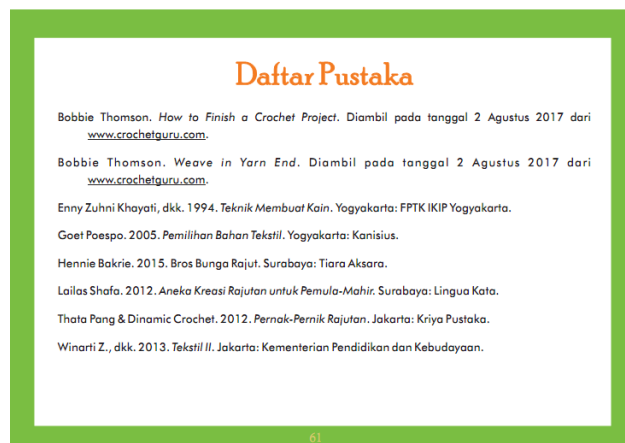 Daftar Pustaka
Bobbie Thomson. How to Finish a Crochet Project. Diambil pada tanggal 2 Agustus 2017 dari
www.crochetguru.com.
Bobbie Thomson. Weave in Yarn End. Diambil pada tanggal 2 Agustus 2017 dari
www.crochetguru.com.
Enny Zuhni Khayati, dkk. 1994. Teknik Membuat Kain. Yogyakarta: FPTK IKIP Yogyakarta.
Goet Poespo. 2005. Pemilihan Bahan Tekstil. Yogyakarta: Kanisius.
Hennie Bakrie. 2015. Bros Bunga Rajut. Surabaya: Tiara Aksara.
Lailas Shafa. 2012. Aneka Kreasi Rajutan untuk Pemula-Mahir. Surabaya: Lingua Kata.
Thata Pang & Dinamic Crochet. 2012. Pernak-Pernik Rajutan. Jakarta: Kriya Pustaka.
Winarti Z., dkk. 2013. Tekstil II. Jakarta: Kementerian Pendidikan dan Kebudayaan.
61